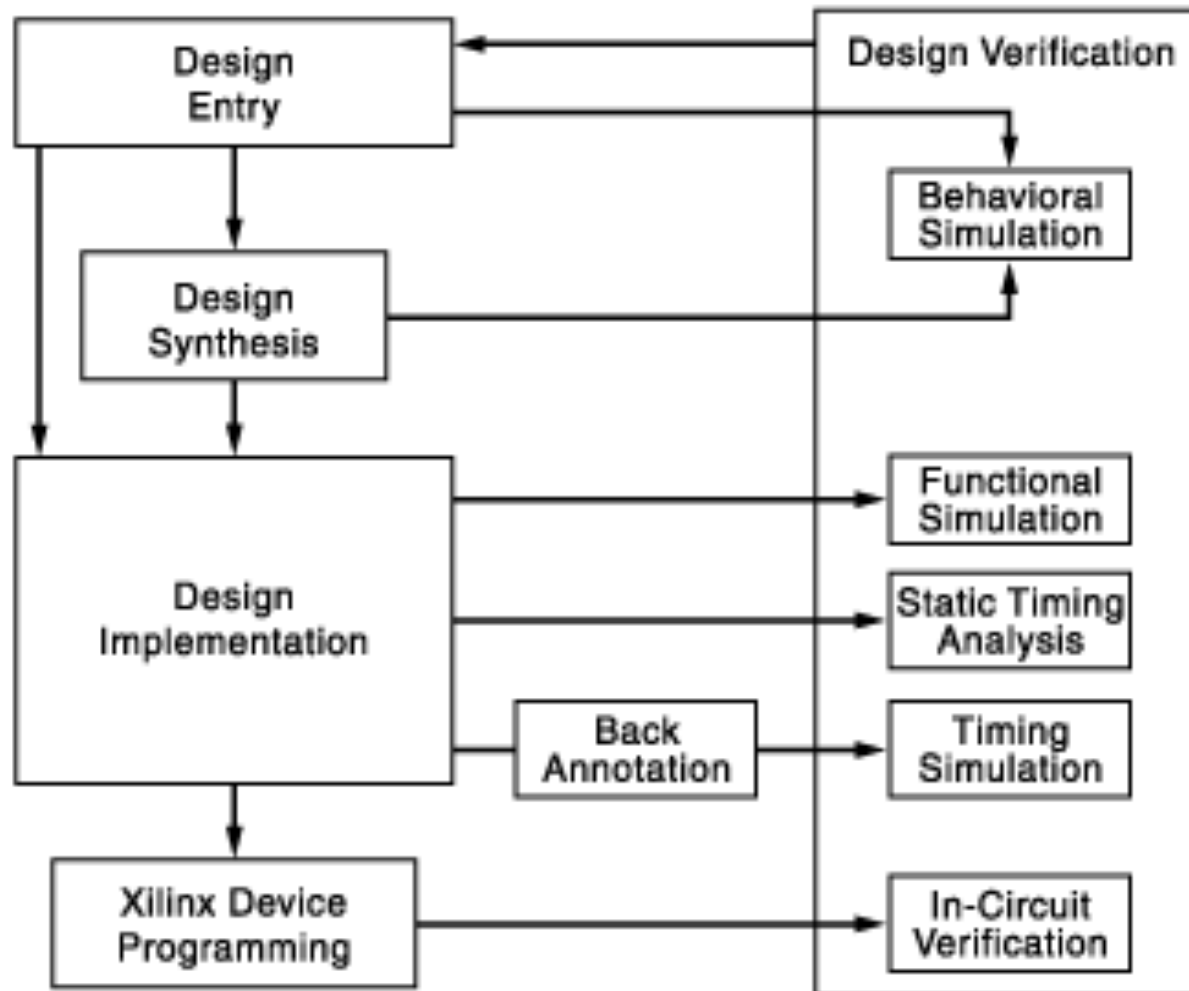 Design
Entry
Design Verification
Behavioral
Simulation
Design
Synthesis
Functional
Simulation
Design
Implementation
Static Timing
Analysis
Back
Annotation
Timing
Simulation
Xilinx Device
Programming
In-Circuit
Verification